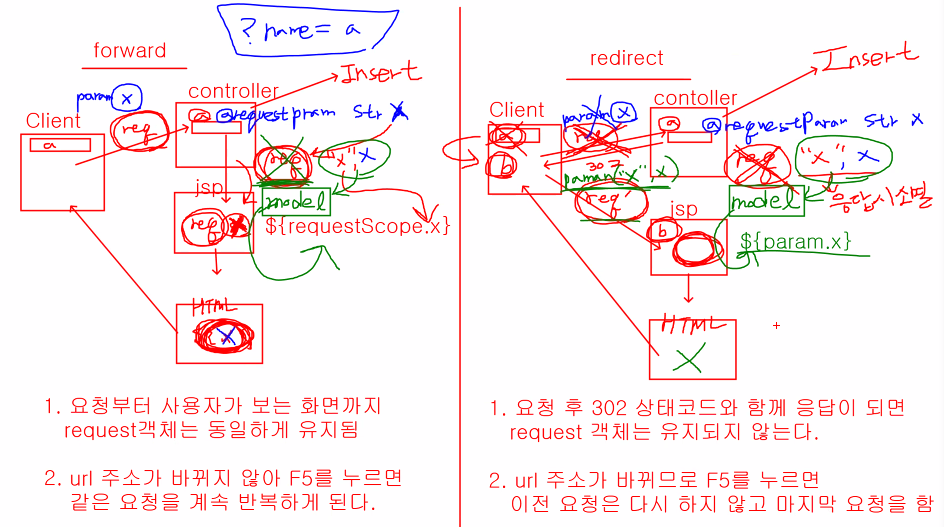 ? name = a
forward
Insert
param x
controller
@requestpram str x
Client
req
a
a
req
"x", x
jsp
model
req x
${requestScope.x}
HTML
x
1. 요청부터 사용자가 보는 화면까지
request객체는 동일하게 유지됨
2. url 주소가 바뀌지 않아 F5를 누르면
같은 요청을 계속 반복하게 된다.
redirect
Insert
Client
param x
contoller
@requestParam str x
a
req
a
302
req
"x", x
b
param("x", x)
model
응답시소멸
req'
jsp
b
${param.x}
HTML
X
1. 요청 후 302 상태코드와 함께 응답이 되면
request 객체는 유지되지 않는다.
2. url 주소가 바뀌므로 F5를 누르면
이전 요청은 다시 하지 않고 마지막 요청을 함